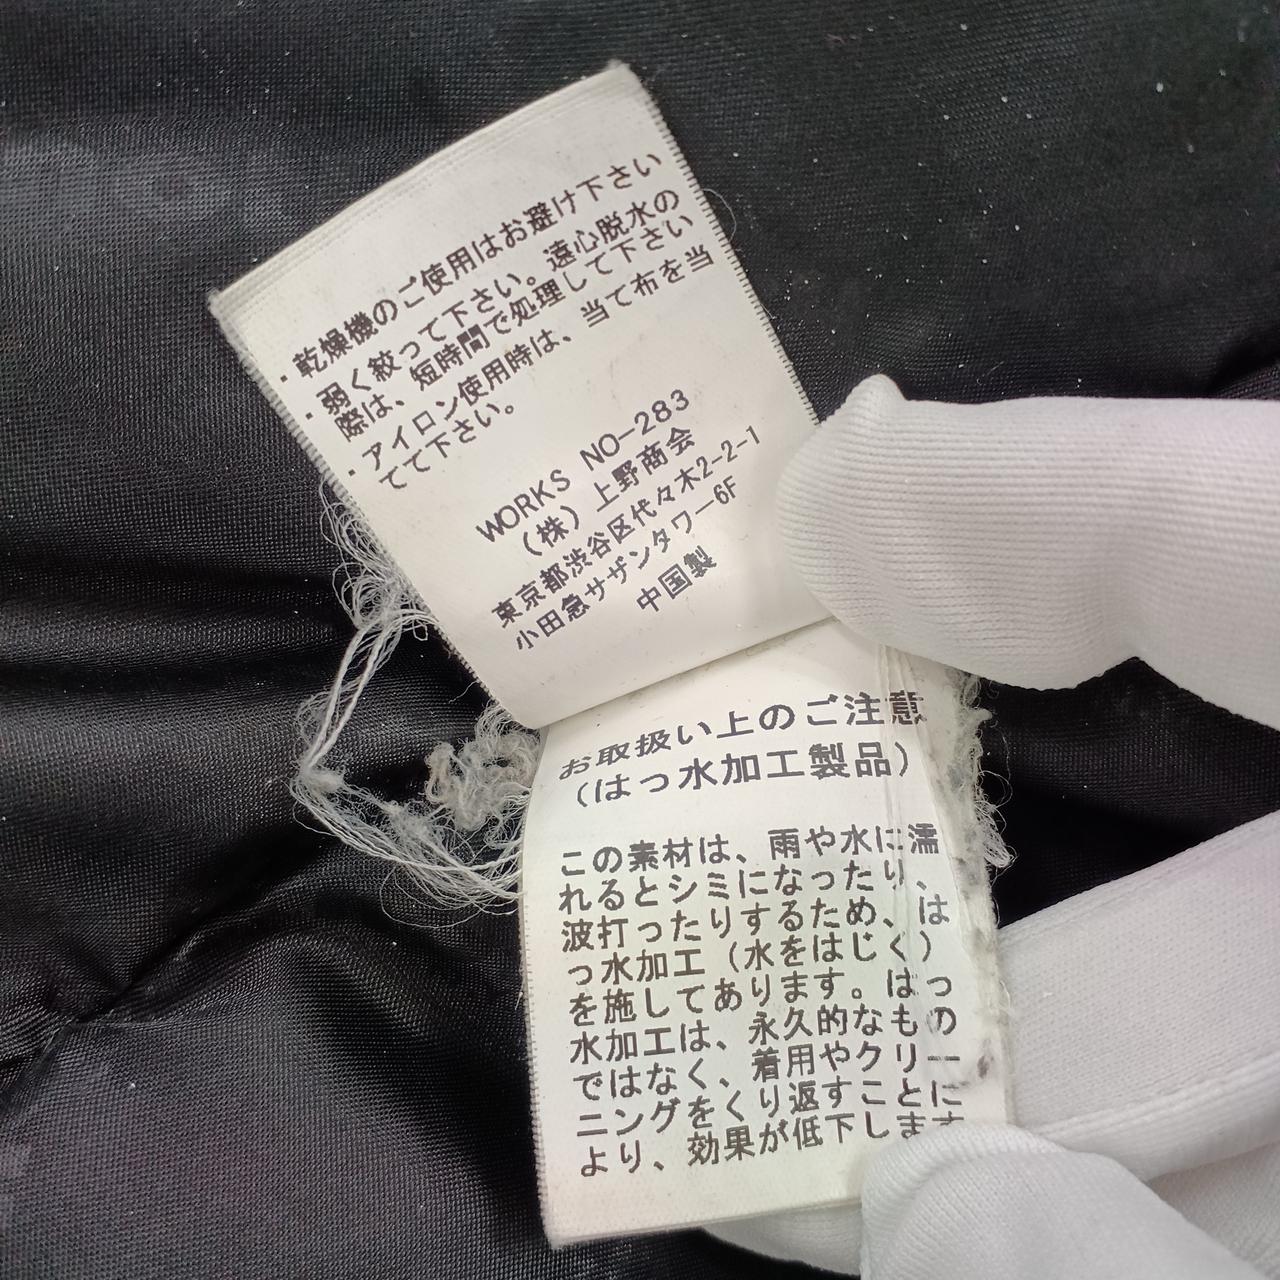 ・乾燥機のご使用はお避け下さい
・弱く絞って下さい。遠心脱水の
際は、短時間で処理して下さい
・アイロン使用時は、当て布を当
てて下さい。
WORKS NO-283
(株)上野商会
東京都渋谷区代々木2-2-1
小田急サザンタワー6F
中国製
お取扱い上のご注意
(はっ水加工製品)
この素材は、雨や水に濡
れるとシミになったり、
波打ったりするため、は
っ水加工(水をはじく)
を施してあります。はっ
水加工は、永久的なもの
ではなく、着用やクリー
ニングをくり返すことに
より、効果が低下します